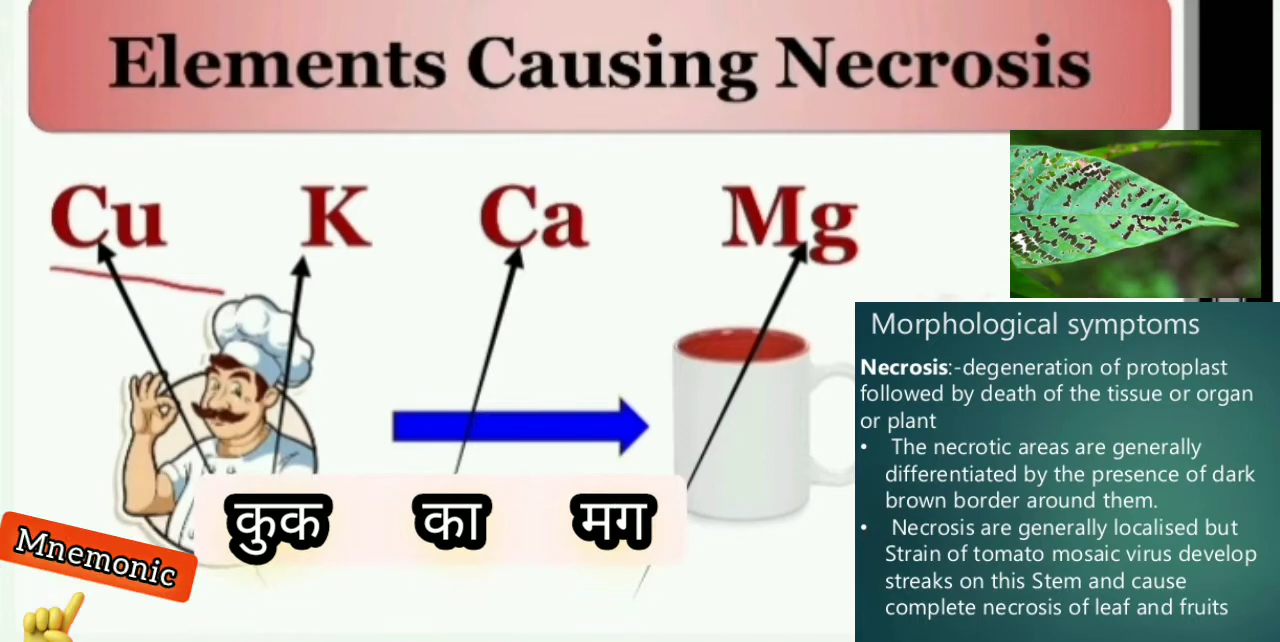 Elements Causing Necrosis
Cu K Ca Mg
कुक का मग
Mnemonic
Morphological symptoms
Necrosis:-degeneration of protoplast
followed by death of the tissue or organ
or plant
• The necrotic areas are generally
differentiated by the presence of dark
brown border around them.
• Necrosis are generally localised but
Strain of tomato mosaic virus develop
streaks on this Stem and cause
complete necrosis of leaf and fruits